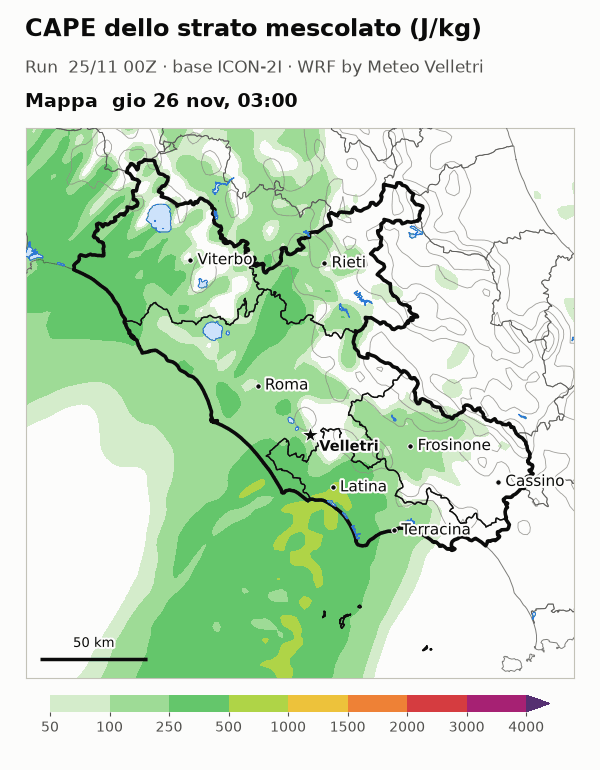 CAPE dello strato mescolato (J/kg)
Run  25/11 00Z · base ICON-2I · WRF by Meteo Velletri
Mappa  gio 26 nov, 03:00
Viterbo
Rieti
Roma
Velletri
Frosinone
Latina
Cassino
Terracina
50 km
50 100 250 500 1000 1500 2000 3000 4000